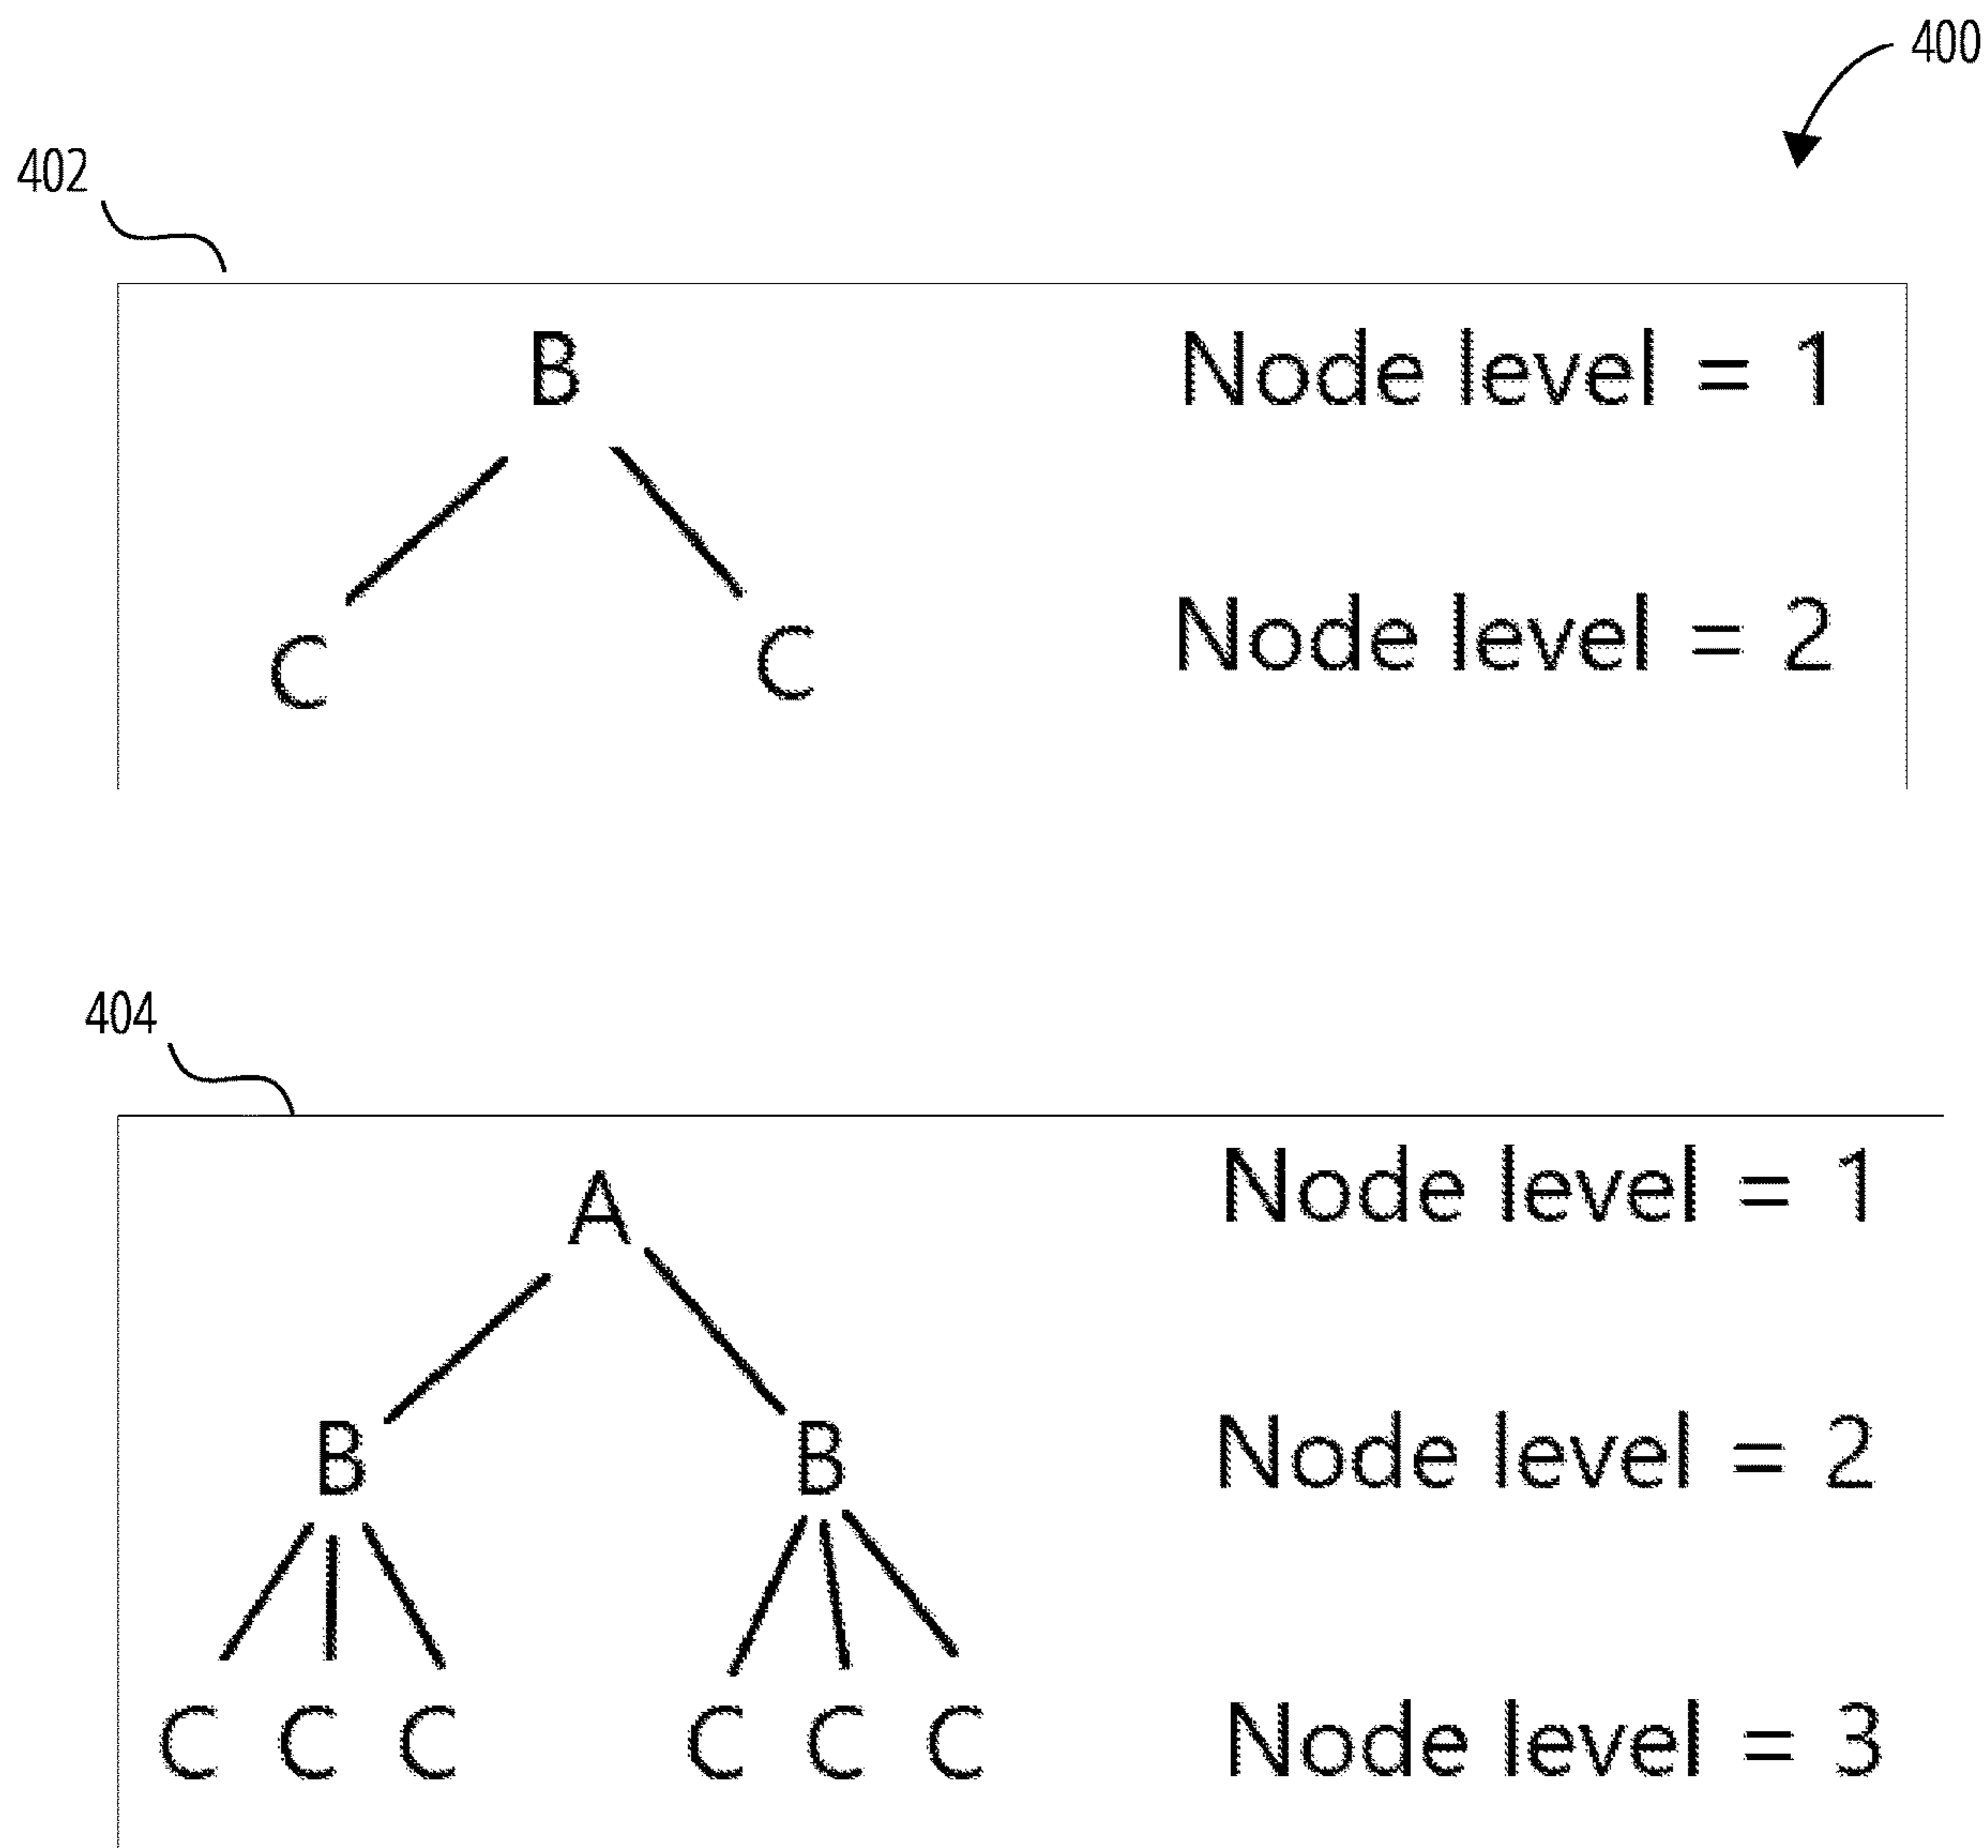 400
402
B Node level = 1
C C Node level = 2
404
A Node level = 1
B B Node level = 2
C C C C C C Node level = 3